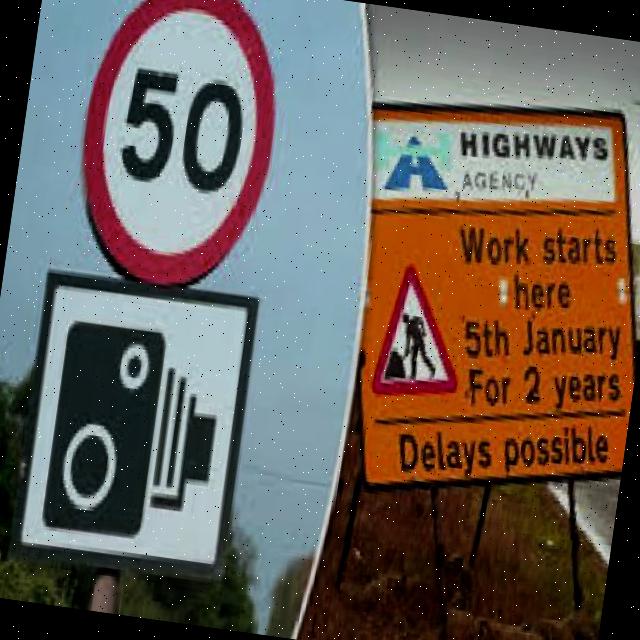 50
HIGHWAYS
AGENCY
Work starts
here
5th January
For 2 years
Delays possible